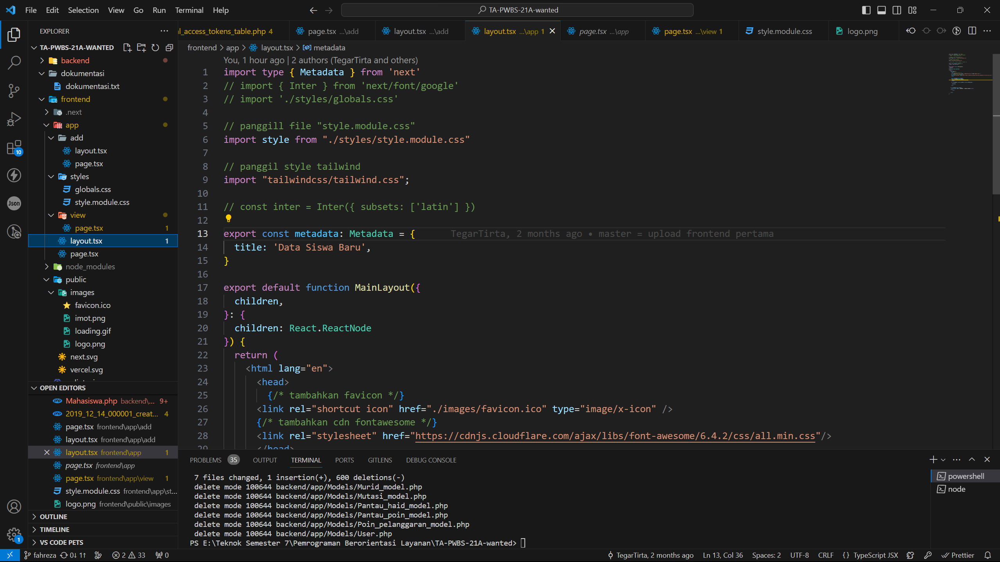 File Edit Selection View Go Run Terminal Help
TA-PWBS-21A-wanted
EXPLORER
TA-PWBS-21A-WANTED
backend
dokumentasi
dokumentasi.txt
frontend
.next
app
add
layout.tsx
page.tsx
styles
globals.css
style.module.css
view
page.tsx 1
layout.tsx 1
page.tsx
node_modules
public
images
favicon.ico
imot.png
loading.gif
logo.png
next.svg
vercel.svg
OPEN EDITORS
Mahasiswa.php backend\... 9+
2019_12_14_000001_creat... 4
page.tsx frontend\app\add
layout.tsx frontend\app\add
layout.tsx frontend\app 1
page.tsx frontend\app
page.tsx frontend\app\view 1
style.module.css frontend\app\st...
logo.png frontend\public\images
OUTLINE
TIMELINE
VS CODE PETS
10
Json
1
l_access_tokens_table.php 4 page.tsx ...\add layout.tsx ...\add layout.tsx ...\app 1 page.tsx ...\app page.tsx ...\view 1 style.module.css logo.png
frontend > app > layout.tsx > metadata
You, 1 hour ago | 2 authors (TegarTirta and others)
1 import type { Metadata } from 'next'
2 // import { Inter } from 'next/font/google'
3 // import './styles/globals.css'
4
5 // panggill file "style.module.css"
6 import style from "./styles/style.module.css"
7
8 // panggil style tailwind
9 import "tailwindcss/tailwind.css";
10
11 // const inter = Inter({ subsets: ['latin'] })
12
13 export const metadata: Metadata = { TegarTirta, 2 months ago • master = upload frontend pertama
14 title: 'Data Siswa Baru',
15 }
16
17 export default function MainLayout({
18 children,
19 }: {
20 children: React.ReactNode
21 }) {
22 return (
23 <html lang="en">
24 <head>
25 {/* tambahkan favicon */}
26 <link rel="shortcut icon" href="./images/favicon.ico" type="image/x-icon" />
27 {/* tambahkan cdn fontawesome */}
28 <link rel="stylesheet" href="https://cdnjs.cloudflare.com/ajax/libs/font-awesome/6.4.2/css/all.min.css"/>
29 </head>
PROBLEMS 35 OUTPUT TERMINAL PORTS GITLENS DEBUG CONSOLE
7 files changed, 1 insertion(+), 600 deletions(-)
delete mode 100644 backend/app/Models/Murid_model.php
delete mode 100644 backend/app/Models/Mutasi_model.php
delete mode 100644 backend/app/Models/Pantau_haid_model.php
delete mode 100644 backend/app/Models/Pantau_poin_model.php
delete mode 100644 backend/app/Models/Poin_pelanggaran_model.php
delete mode 100644 backend/app/Models/User.php
PS E:\Teknok Semester 7\Pemrograman Berorientasi Layanan\TA-PWBS-21A-wanted>
powershell
node
fahreza 0↓ 1↑ 2 33 0 TegarTirta, 2 months ago Ln 13, Col 36 Spaces: 2 UTF-8 CRLF {} TypeScript JSX Prettier